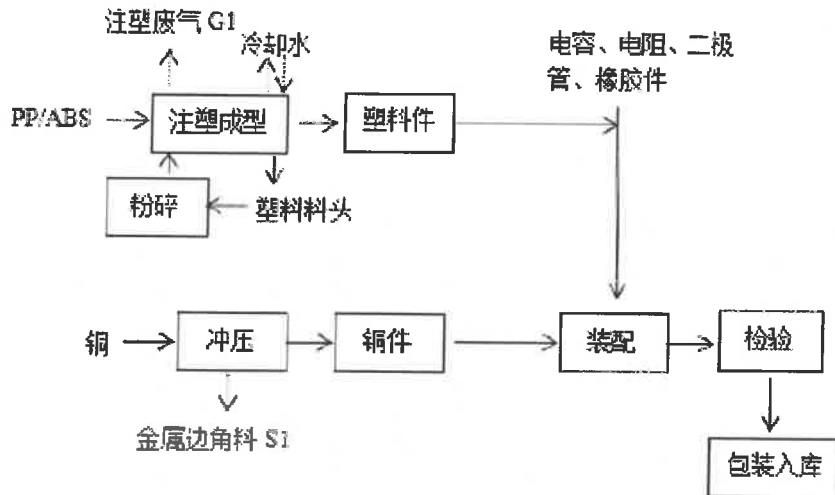 注塑废气 G1
冷却水
电容、电阻、二极
管、橡胶件
PP/ABS
注塑成型
塑料件
粉碎
塑料料头
铜
冲压
铜件
装配
检验
金属边角料 S1
包装入库